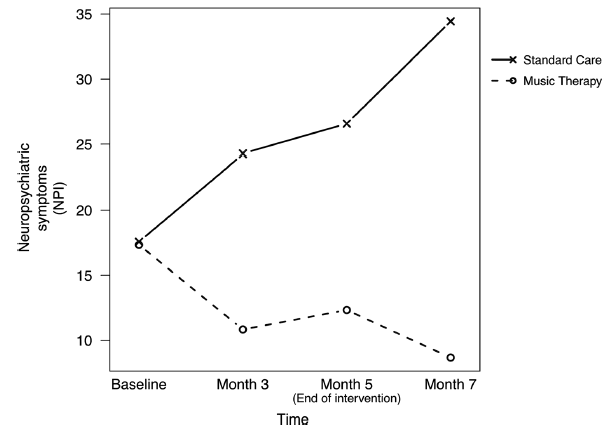 35
30
25
20
15
10
Neuropsychiatric
symptoms
(NPI)
Standard Care
Music Therapy
Baseline
Month 3
Month 5
(End of intervention)
Month 7
Time